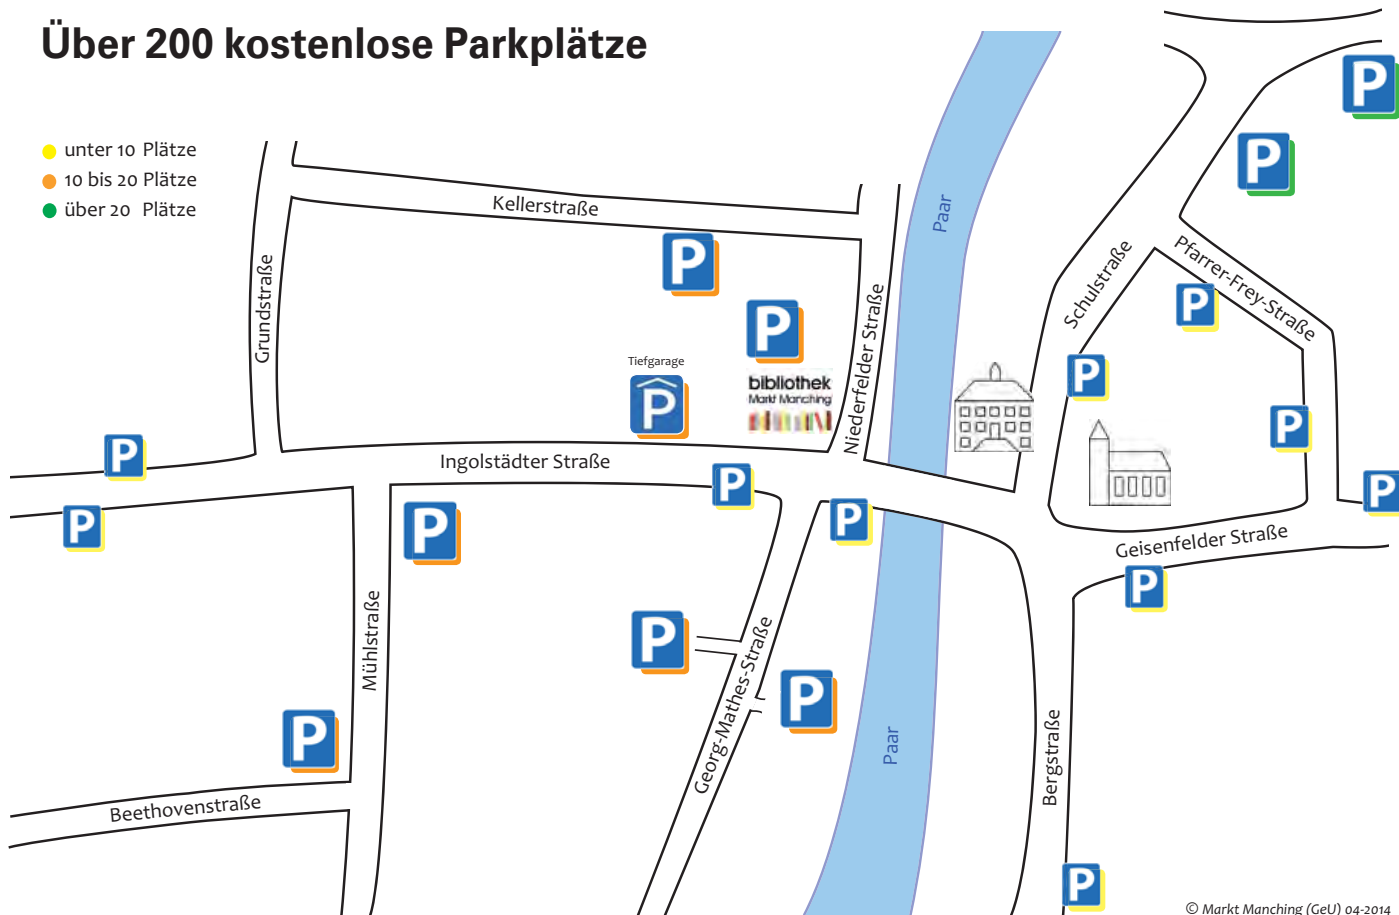 Über 200 kostenlose Parkplätze
unter 10 Plätze
10 bis 20 Plätze
über 20 Plätze
Kellerstraße
Grundstraße
Niederfelder Straße
Paar
Schulstraße
Pfarrer-Frey-Straße
P
P
P
P
P
P
P
P
P
Tiefgarage
P
bibliothek
Markt Manching
Ingolstädter Straße
P
P
P
P
P
P
Geisenfelder Straße
P
Mühlstraße
P
P
P
Georg-Mathes-Straße
Paar
Bergstraße
Beethovenstraße
P
© Markt Manching (GeU) 04-2014